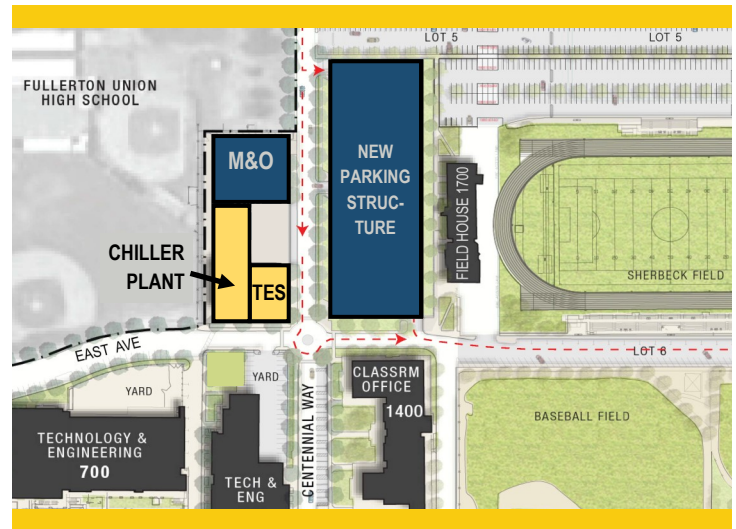 LOT 5
LOT 5
FULLERTON UNION
HIGH SCHOOL
M&O
NEW
PARKING
STRUC-
TURE
FIELD HOUSE 1700
CHILLER
PLANT
TES
SHERBECK FIELD
EAST AVE
LOT 6
YARD
YARD
CENTENNIAL WAY
CLASSRM
OFFICE
1400
BASEBALL FIELD
TECHNOLOGY &
ENGINEERING
700
TECH &
ENG